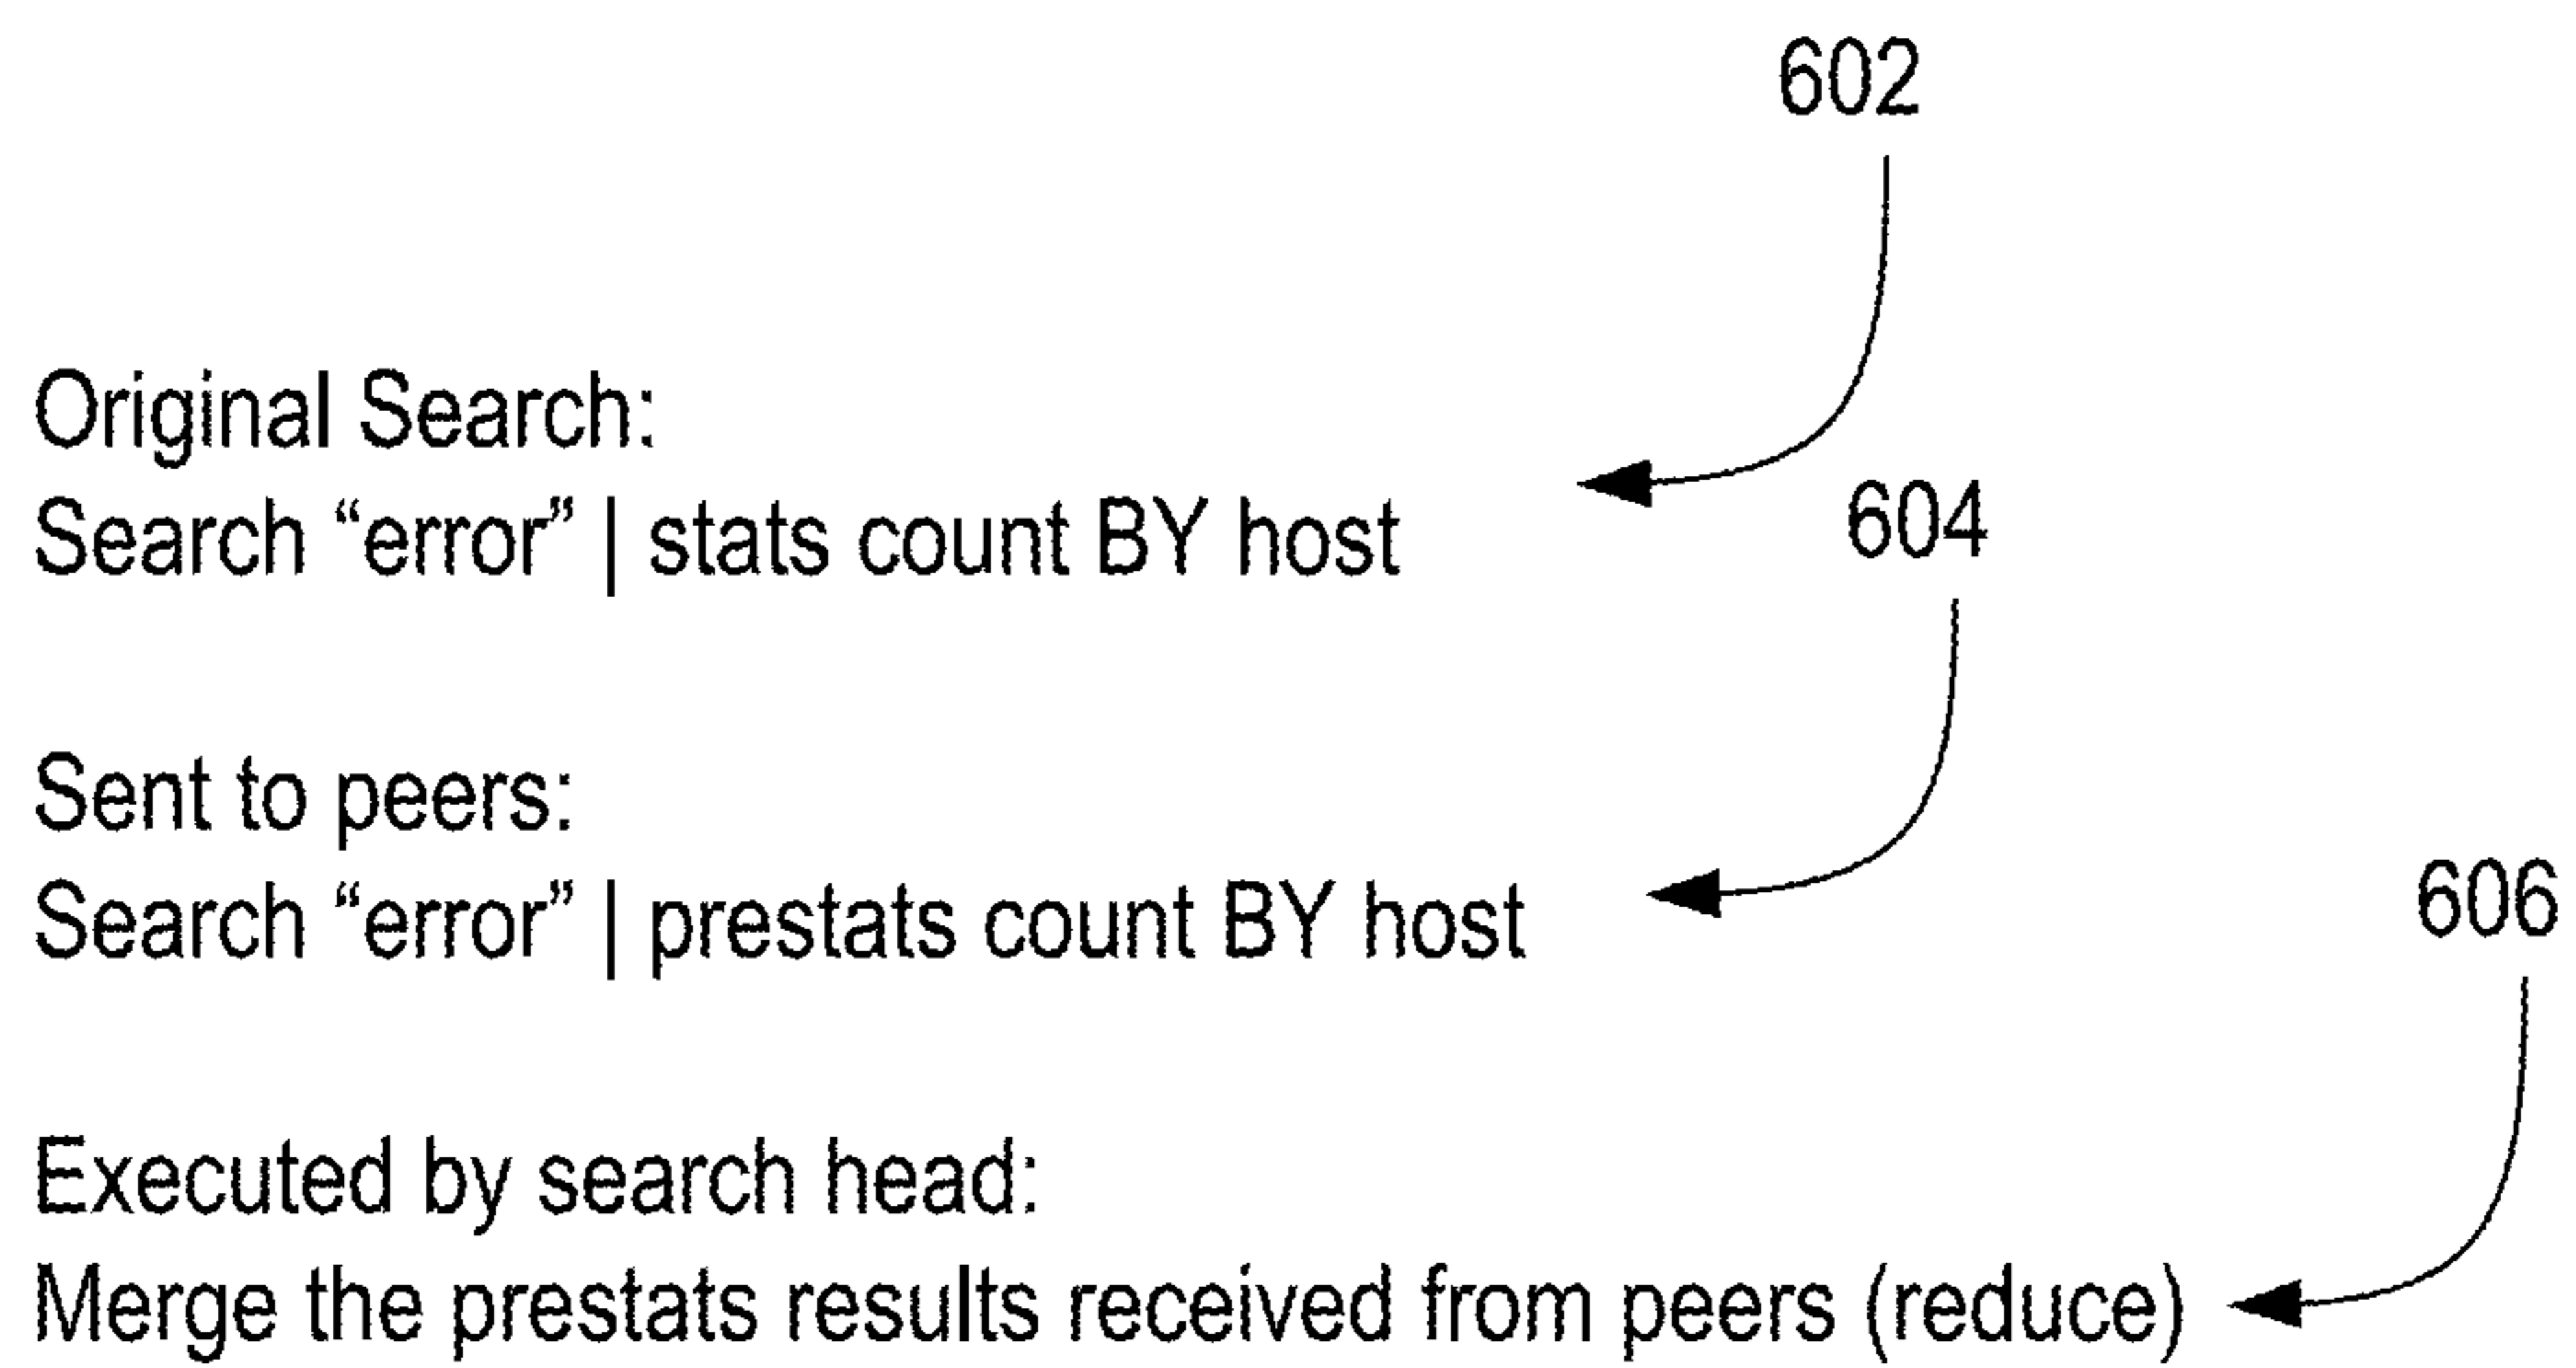 602
Original Search:
Search “error” | stats count BY host
604
Sent to peers:
Search “error” | prestats count BY host
606
Executed by search head:
Merge the prestats results received from peers (reduce)